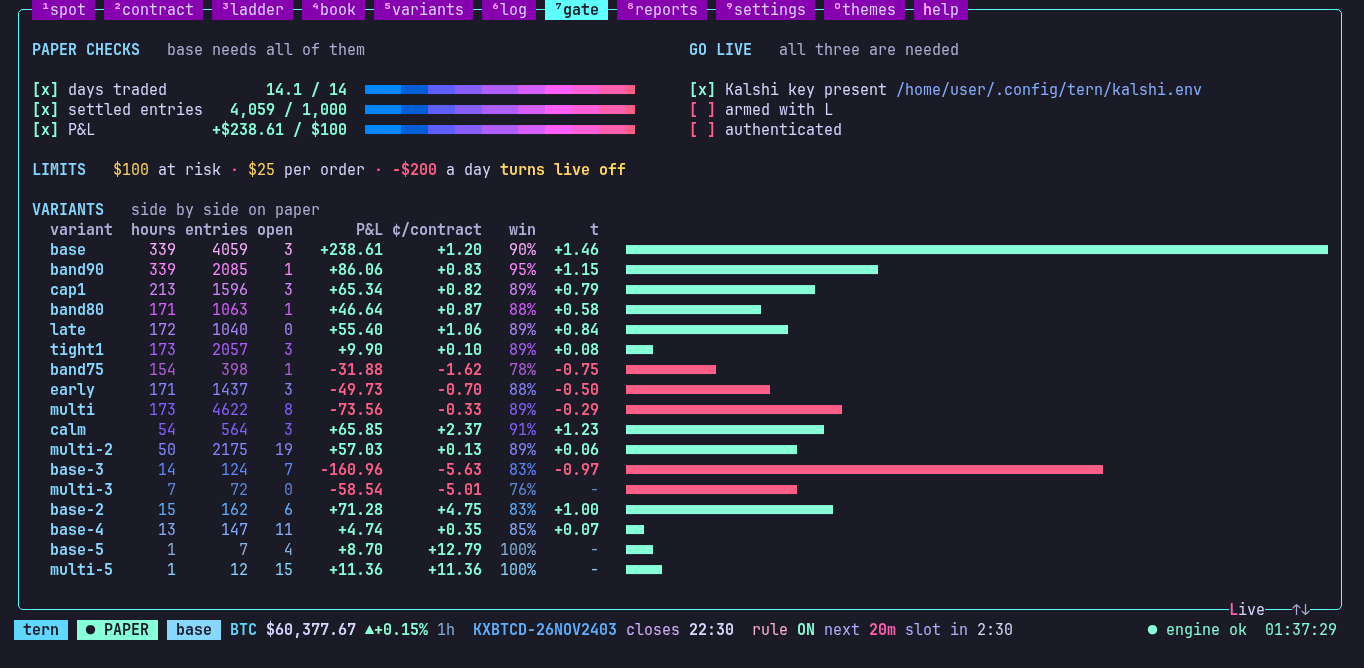 ¹spot ²contract ³ladder ⁴book ⁵variants ⁶log ⁷gate ⁸reports ⁹settings ⁰themes help
PAPER CHECKS base needs all of them
[x] days traded 14.1 / 14
[x] settled entries 4,059 / 1,000
[x] P&L +$238.61 / $100
GO LIVE all three are needed
[x] Kalshi key present /home/user/.config/tern/kalshi.env
[ ] armed with L
[ ] authenticated
LIMITS $100 at risk · $25 per order · -$200 a day turns live off
VARIANTS side by side on paper
variant hours entries open P&L ¢/contract win t
base 339 4059 3 +238.61 +1.20 90% +1.46
band90 339 2085 1 +86.06 +0.83 95% +1.15
cap1 213 1596 3 +65.34 +0.82 89% +0.79
band80 171 1063 1 +46.64 +0.87 88% +0.58
late 172 1040 0 +55.40 +1.06 89% +0.84
tight1 173 2057 3 +9.90 +0.10 89% +0.08
band75 154 398 1 -31.88 -1.62 78% -0.75
early 171 1437 3 -49.73 -0.70 88% -0.50
multi 173 4622 8 -73.56 -0.33 89% -0.29
calm 54 564 3 +65.85 +2.37 91% +1.23
multi-2 50 2175 19 +57.03 +0.13 89% +0.06
base-3 14 124 7 -160.96 -5.63 83% -0.97
multi-3 7 72 0 -58.54 -5.01 76% -
base-2 15 162 6 +71.28 +4.75 83% +1.00
base-4 13 147 11 +4.74 +0.35 85% +0.07
base-5 1 7 4 +8.70 +12.79 100% -
multi-5 1 12 15 +11.36 +11.36 100% -
Live ↑↓
tern ● PAPER base BTC $60,377.67 ▲+0.15% 1h KXBTCD-26NOV2403 closes 22:30 rule ON next 20m slot in 2:30 ● engine ok 01:37:29